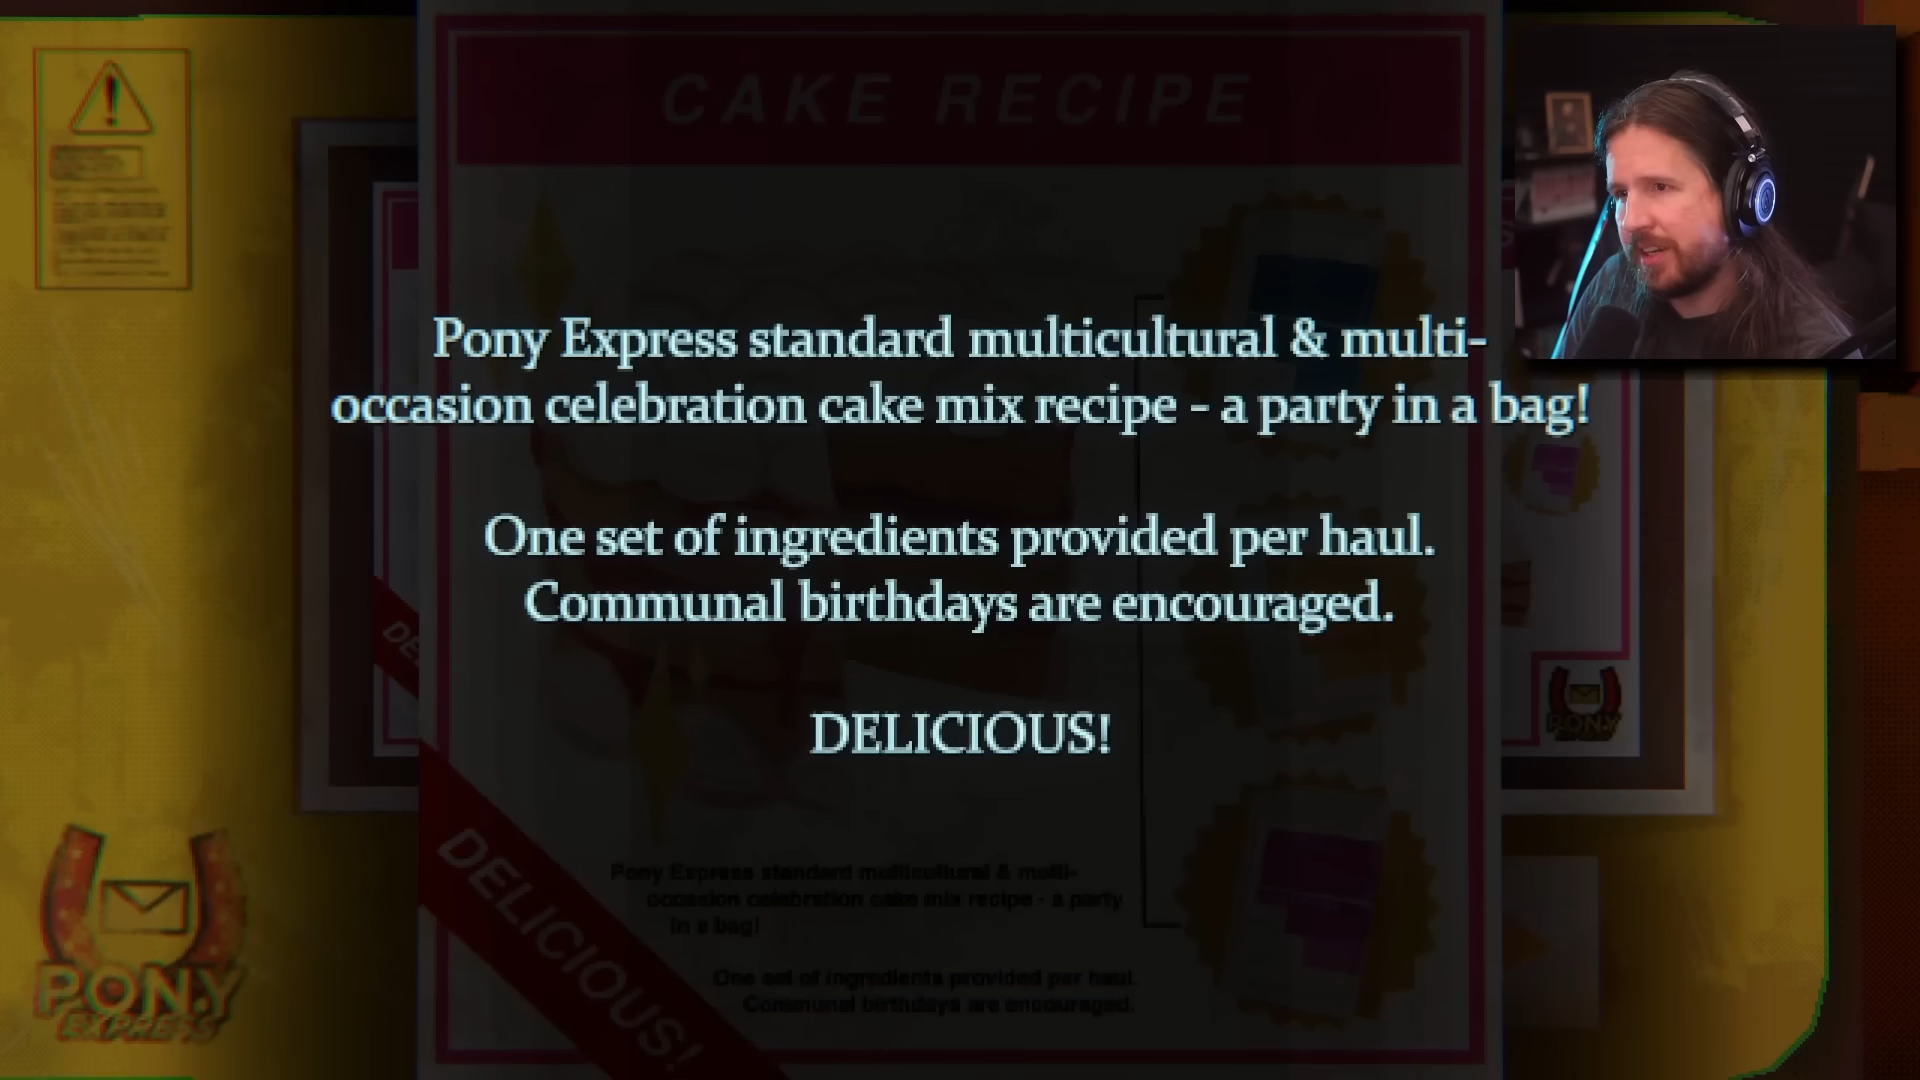 CAKE RECIPE
Pony Express standard multicultural & multi-
occasion celebration cake mix recipe - a party in a bag!
One set of ingredients provided per haul.
Communal birthdays are encouraged.
DELICIOUS!
Pony Express standard multicultural & multi-
occasion celebration cake mix recipe - a party
in a bag!
One set of ingredients provided per haul.
Communal birthdays are encouraged.
DELICIOUS!
DE
PONY
EXPRESS
PONY